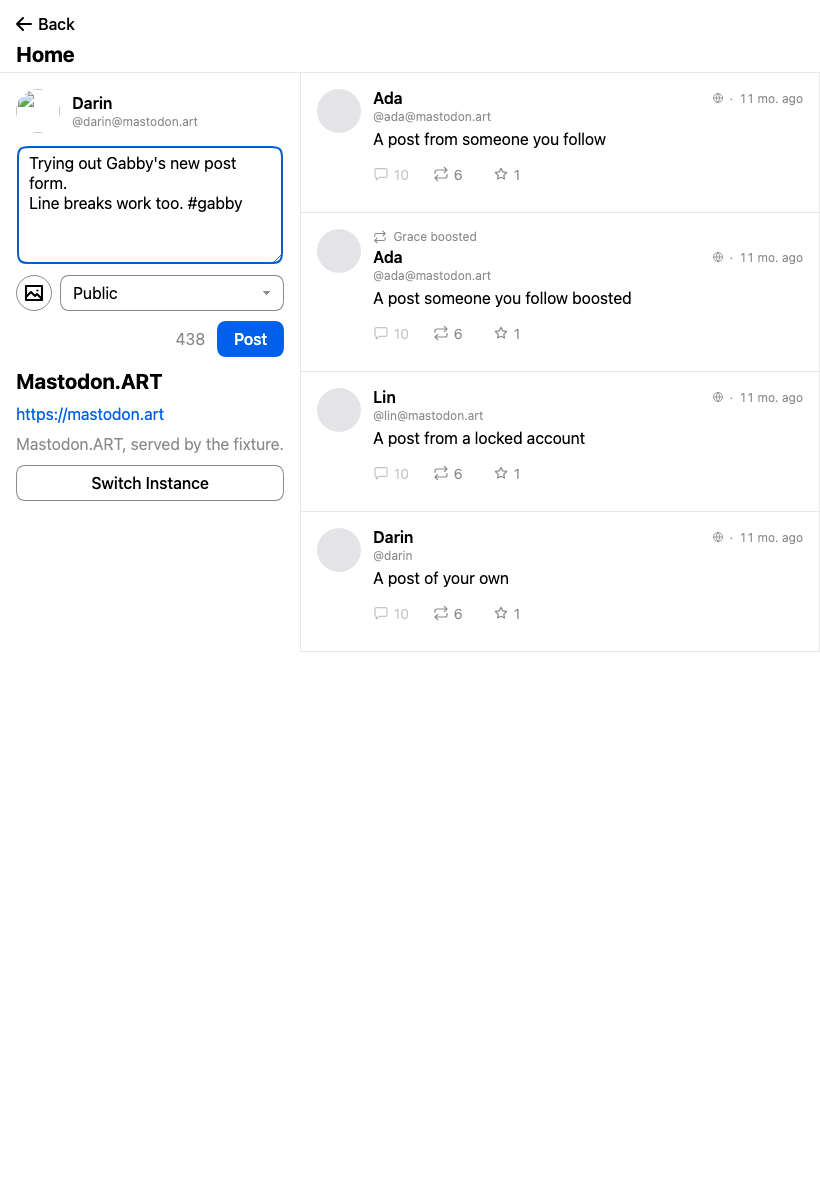 Back
Home
Darin
@darin@mastodon.art
Trying out Gabby's new post
form.
Line breaks work too. #gabby
Public
438
Post
Mastodon.ART
https://mastodon.art
Mastodon.ART, served by the fixture.
Switch Instance
Ada
· 11 mo. ago
@ada@mastodon.art
A post from someone you follow
10 6 1
Grace boosted
Ada
· 11 mo. ago
@ada@mastodon.art
A post someone you follow boosted
10 6 1
Lin
· 11 mo. ago
@lin@mastodon.art
A post from a locked account
10 6 1
Darin
· 11 mo. ago
@darin
A post of your own
10 6 1